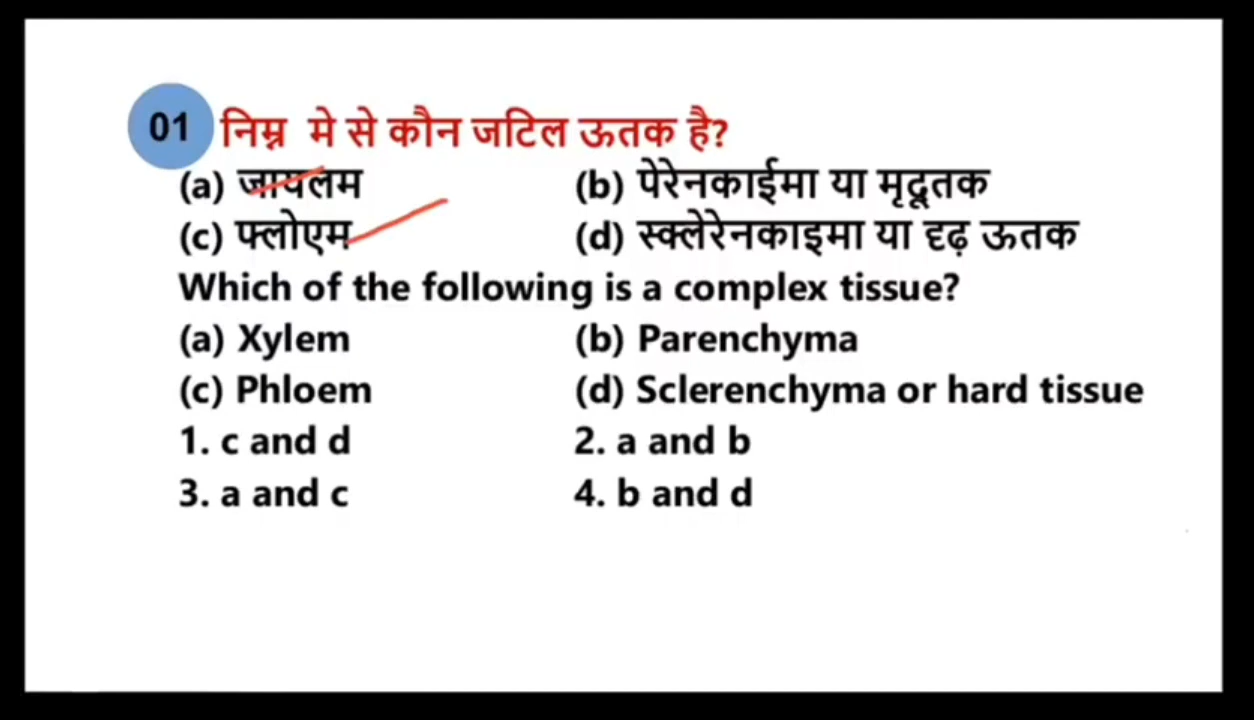 01 निम्न मे से कौन जटिल ऊतक है?
(a) जायलम (b) पेरेनकाईमा या मृदूतक
(c) फ्लोएम (d) स्क्लेरेनकाइमा या दृढ़ ऊतक
Which of the following is a complex tissue?
(a) Xylem (b) Parenchyma
(c) Phloem (d) Sclerenchyma or hard tissue
1. c and d 2. a and b
3. a and c 4. b and d